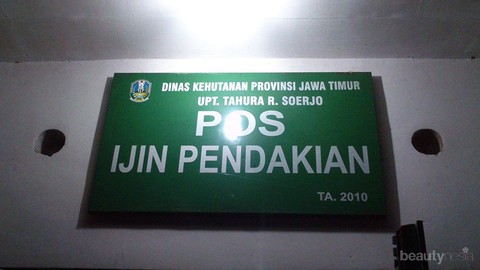 DINAS KEHUTANAN PROVINSI JAWA TIMUR
UPT. TAHURA R. SOERJO
POS
IJIN PENDAKIAN
TA. 2010
beautynesia